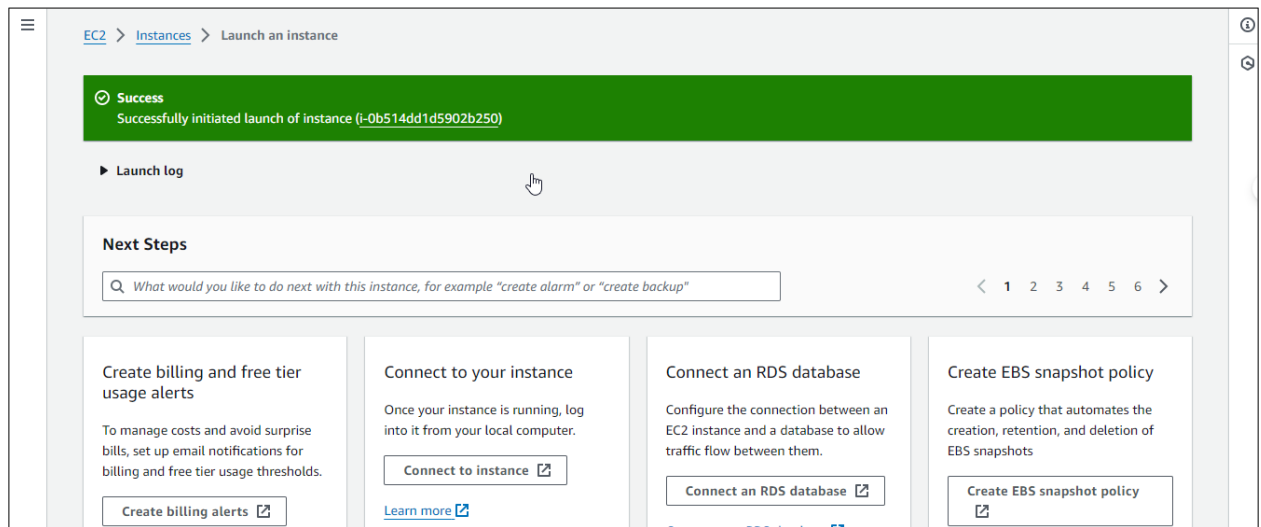 EC2 > Instances > Launch an instance
Success
Successfully initiated launch of instance (i-0b514dd1d5902b250)
Launch log
Next Steps
What would you like to do next with this instance, for example “create alarm” or “create backup”
1 2 3 4 5 6
Create billing and free tier
usage alerts
To manage costs and avoid surprise
bills, set up email notifications for
billing and free tier usage thresholds.
Create billing alerts
Connect to your instance
Once your instance is running, log
into it from your local computer.
Connect to instance
Learn more
Connect an RDS database
Configure the connection between an
EC2 instance and a database to allow
traffic flow between them.
Connect an RDS database
Create EBS snapshot policy
Create a policy that automates the
creation, retention, and deletion of
EBS snapshots
Create EBS snapshot policy